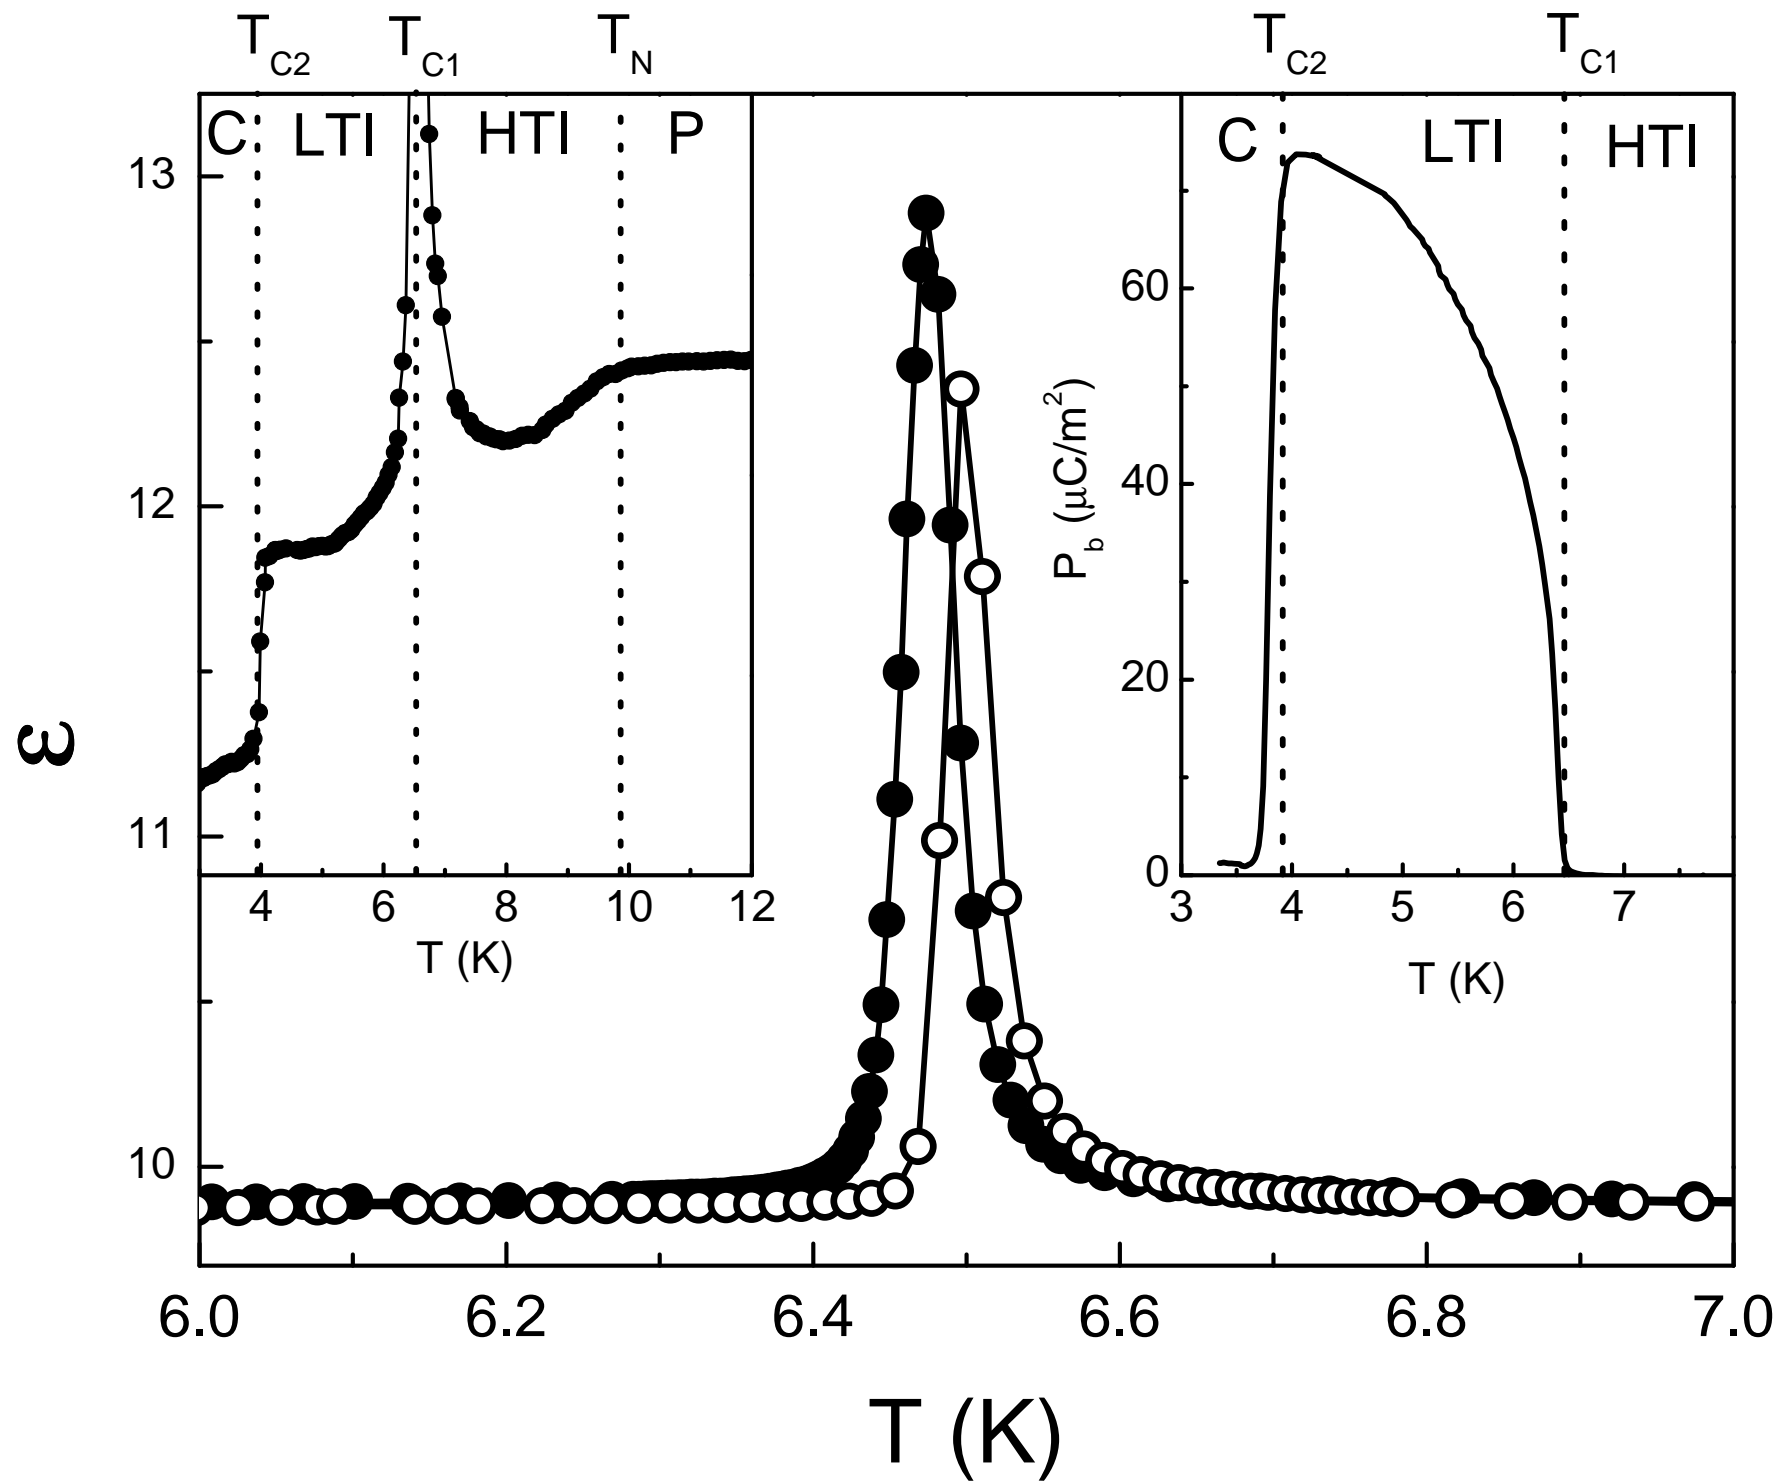 T_C2 T_C1 T_N T_C2 T_C1
C LTI HTI P
C LTI HTI
13
12
11
10
ε
4 6 8 10 12
T (K)
60
40
20
0
P_b (μC/m²)
3 4 5 6 7
T (K)
6.0 6.2 6.4 6.6 6.8 7.0
T (K)